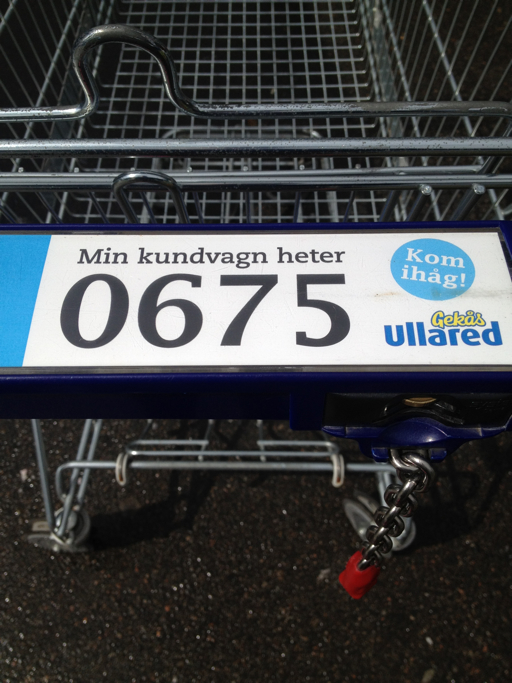 Min kundvagn heter
0675
Kom
ihåg!
Gekås
ullared